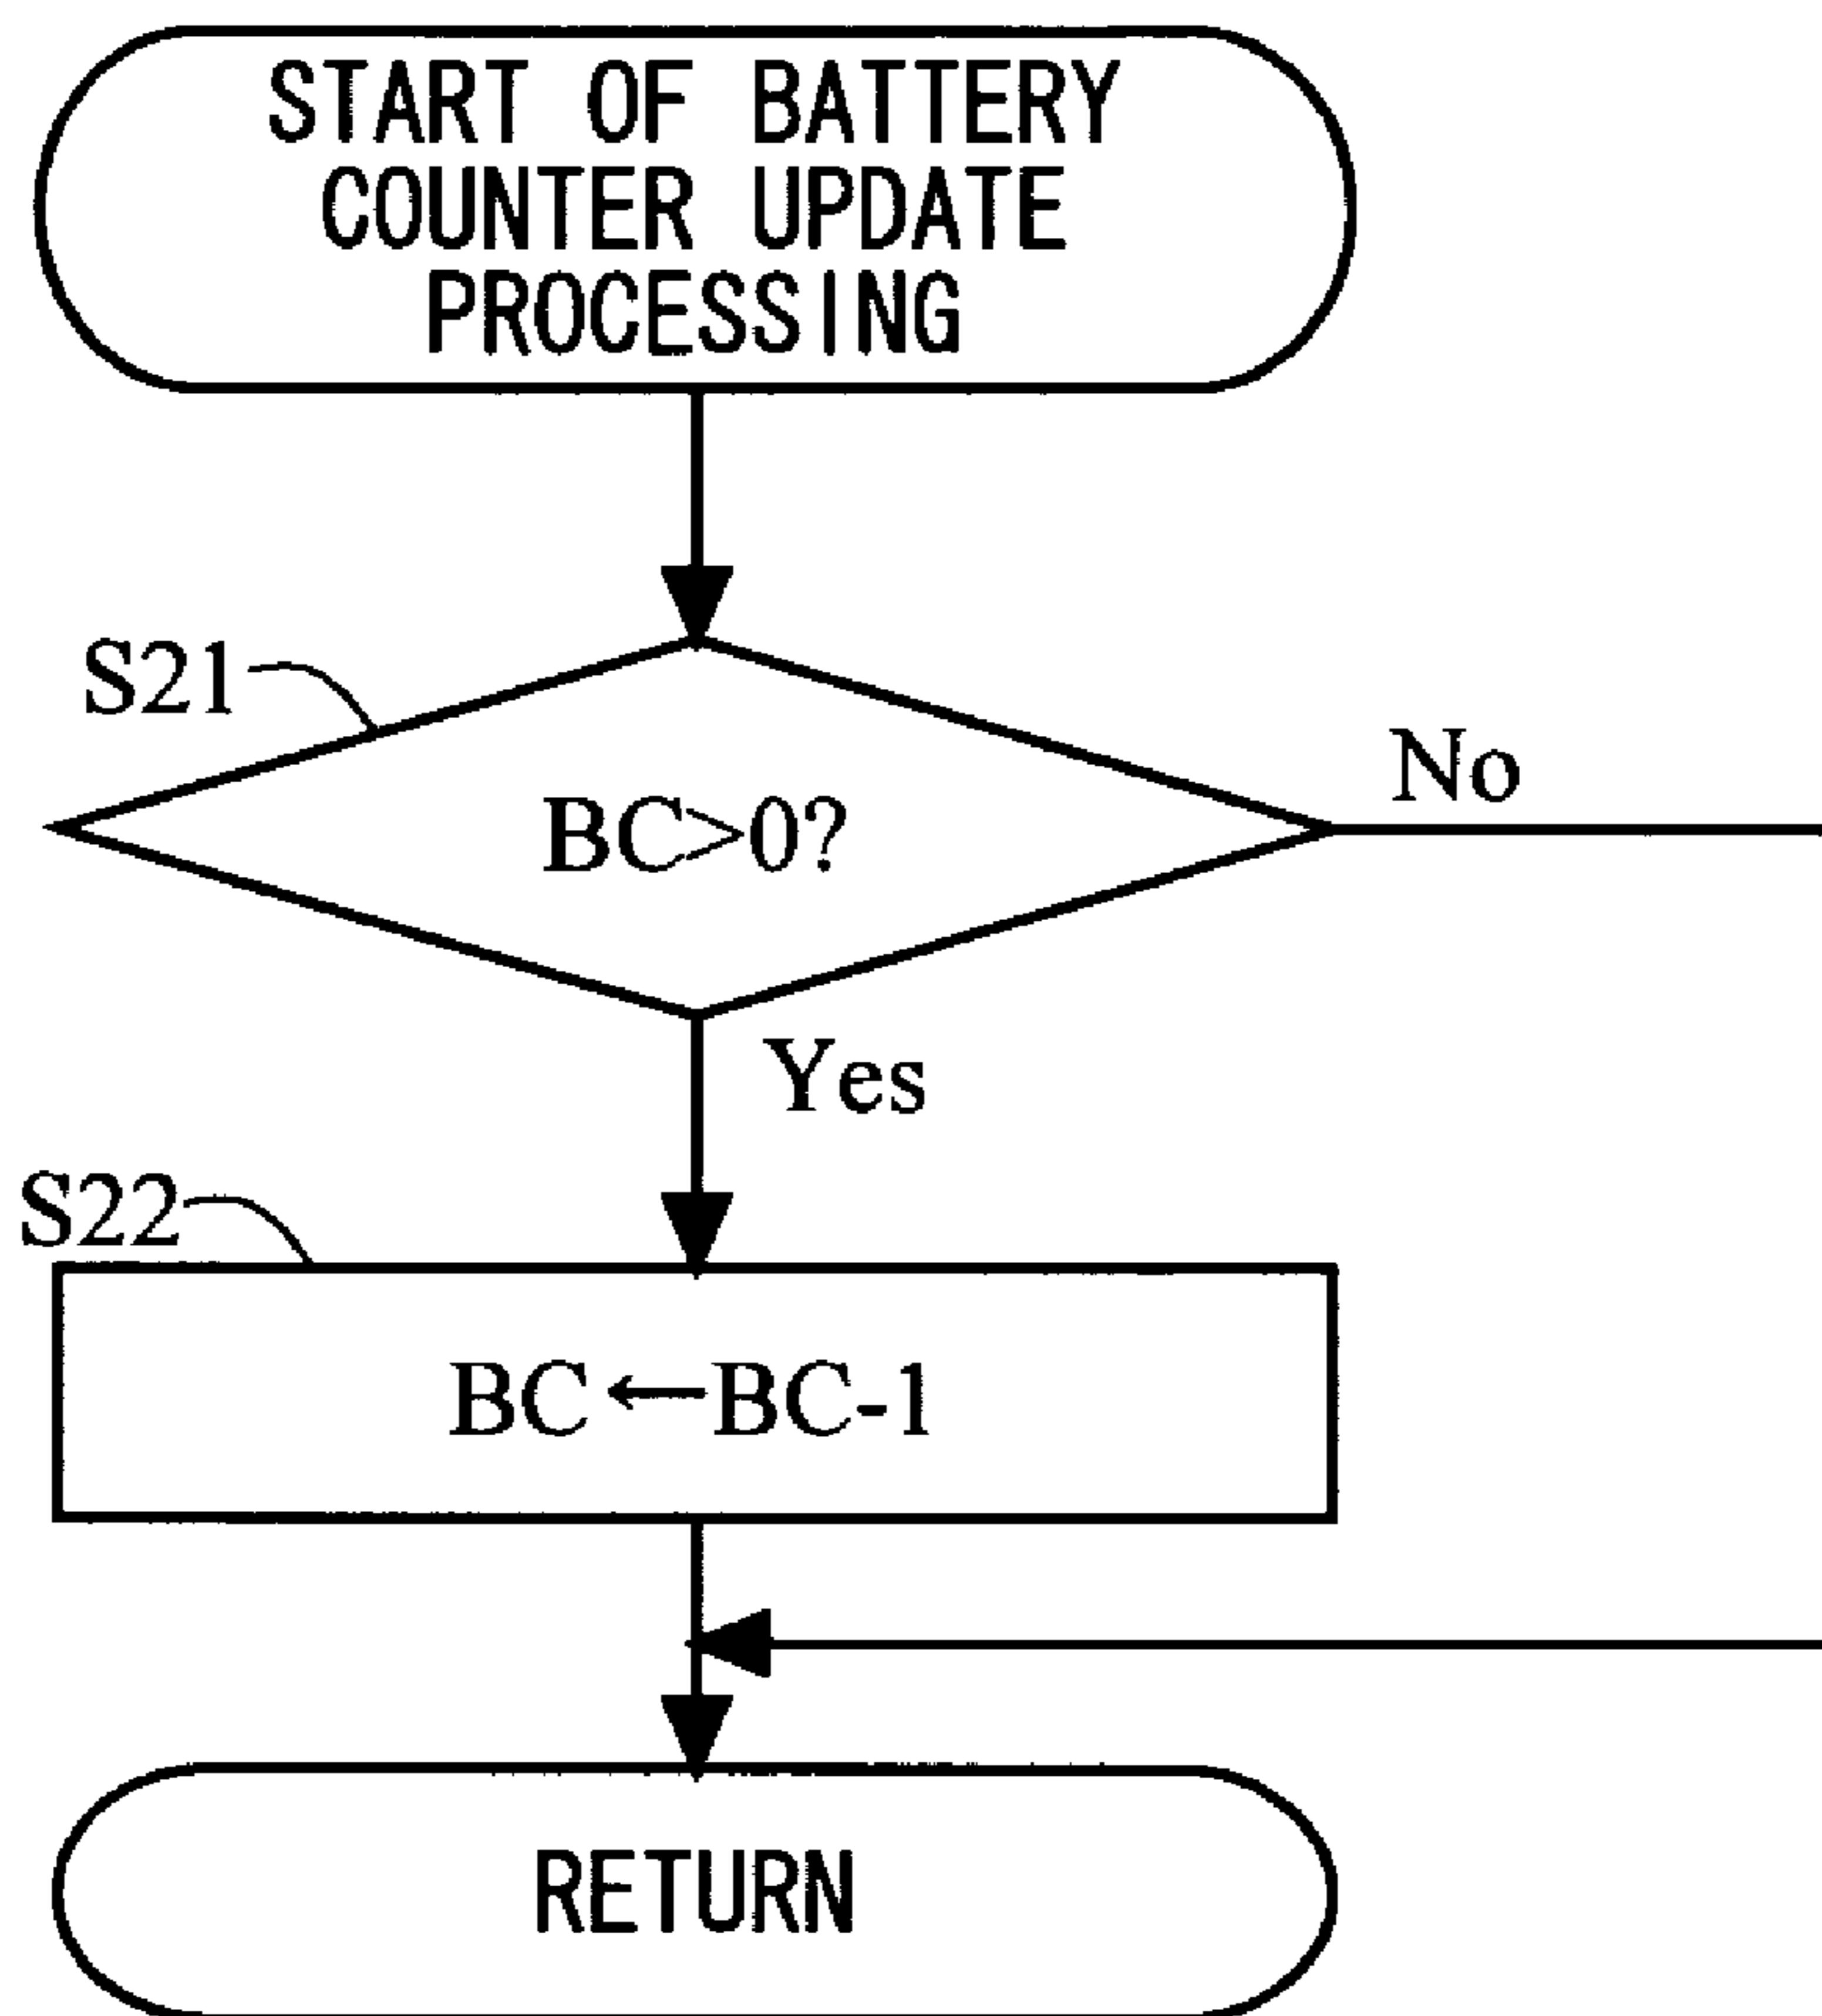 START OF BATTERY
COUNTER UPDATE
PROCESSING
S21
No
BC>0?
Yes
S22
BC←BC-1
RETURN